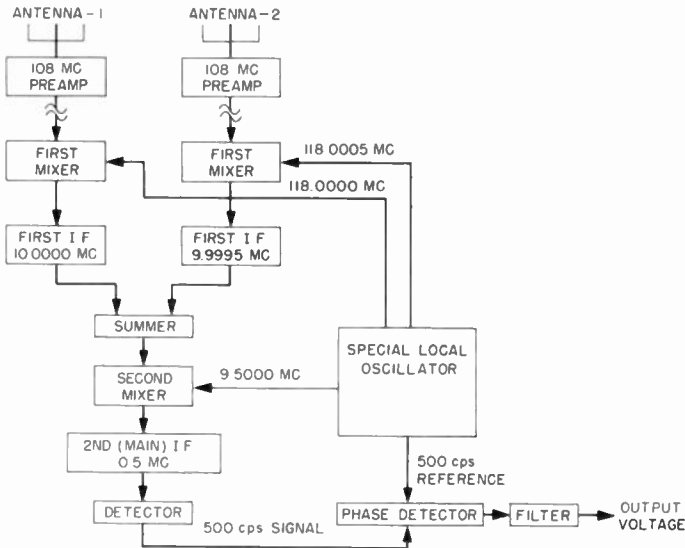 ANTENNA-1
ANTENNA-2
108 MC
PREAMP
108 MC
PREAMP
FIRST
MIXER
FIRST
MIXER
118.0005 MC
118.0000 MC
FIRST I F
10.0000 MC
FIRST I F
9.9995 MC
SUMMER
SECOND
MIXER
9.5000 MC
SPECIAL LOCAL
OSCILLATOR
2ND (MAIN) I F
0.5 MC
500 cps
REFERENCE
DETECTOR
500 cps SIGNAL
PHASE DETECTOR
FILTER
OUTPUT
VOLTAGE